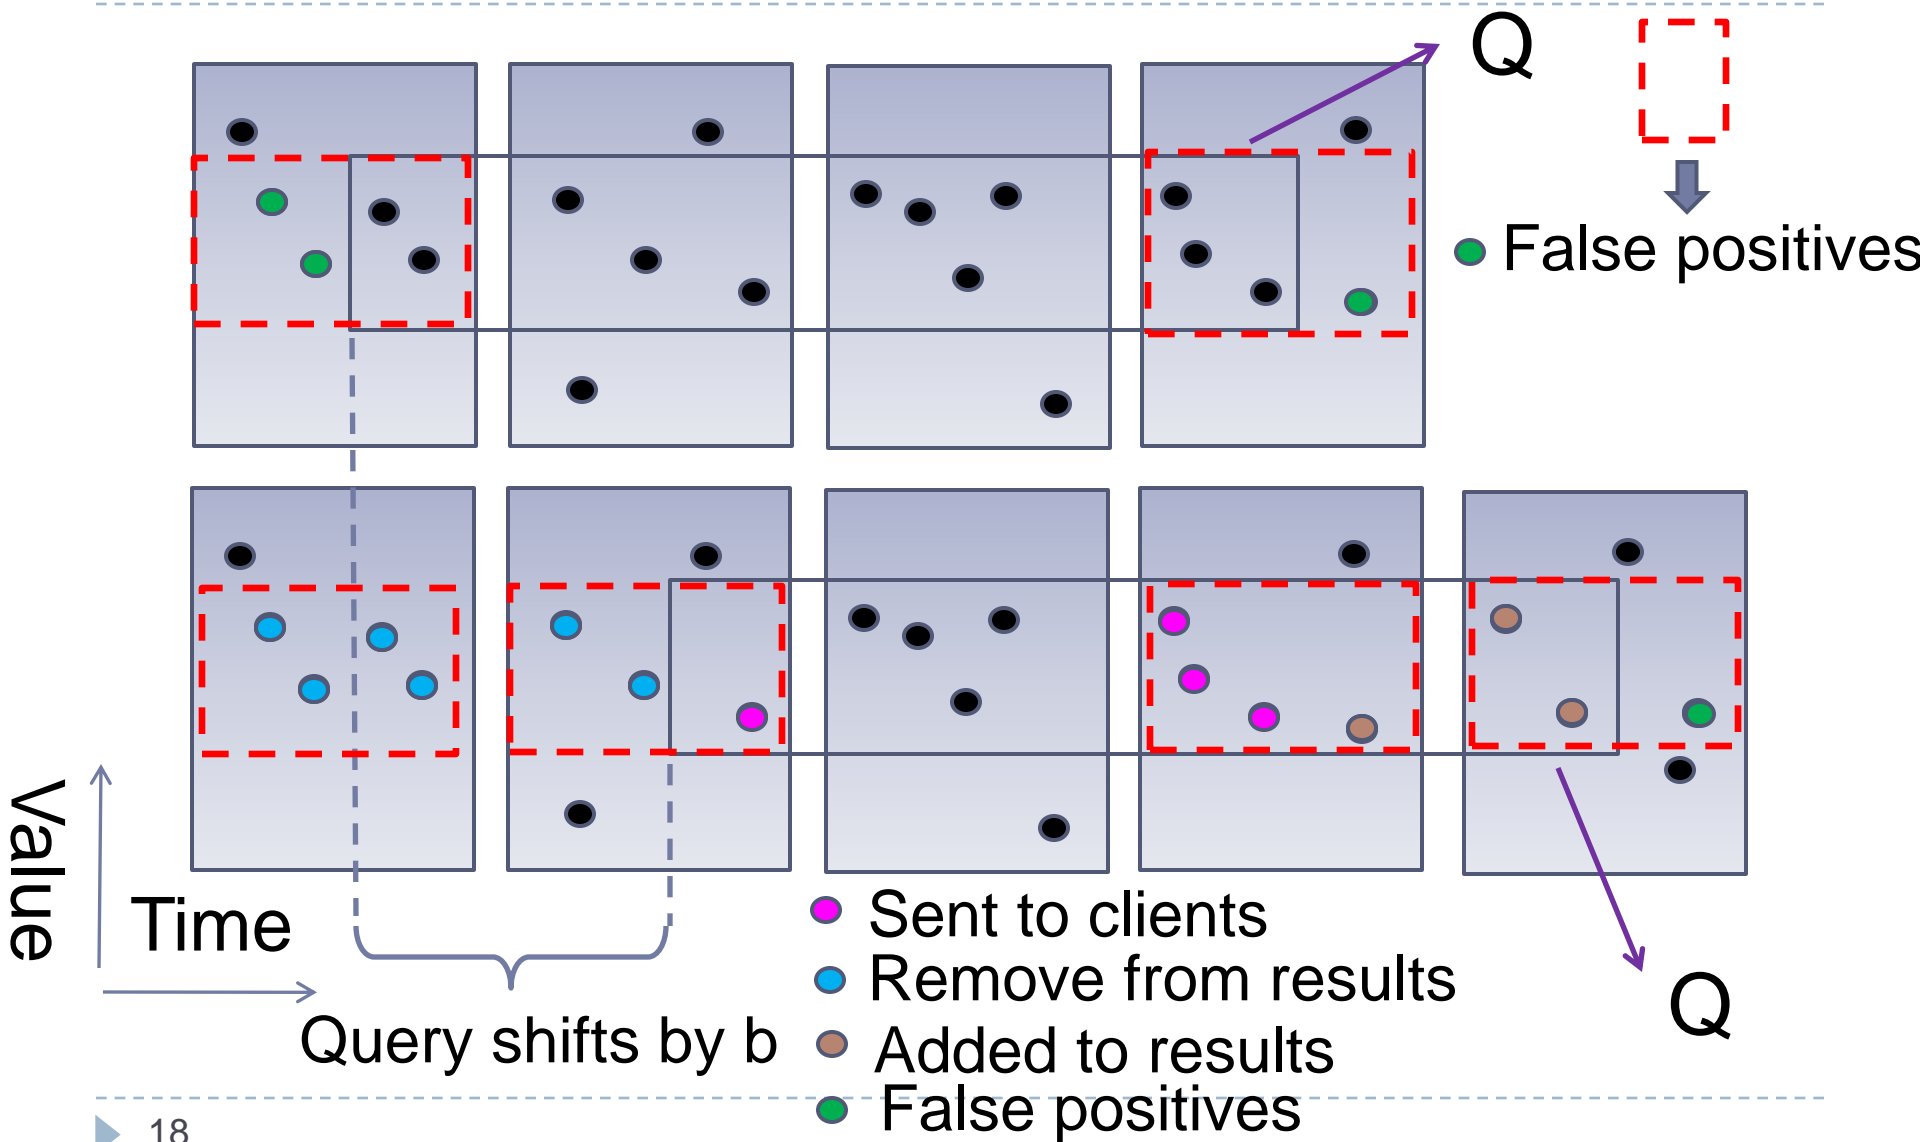 Q
False positives
Value
Time
Query shifts by b
Sent to clients
Remove from results
Added to results
False positives
Q
18